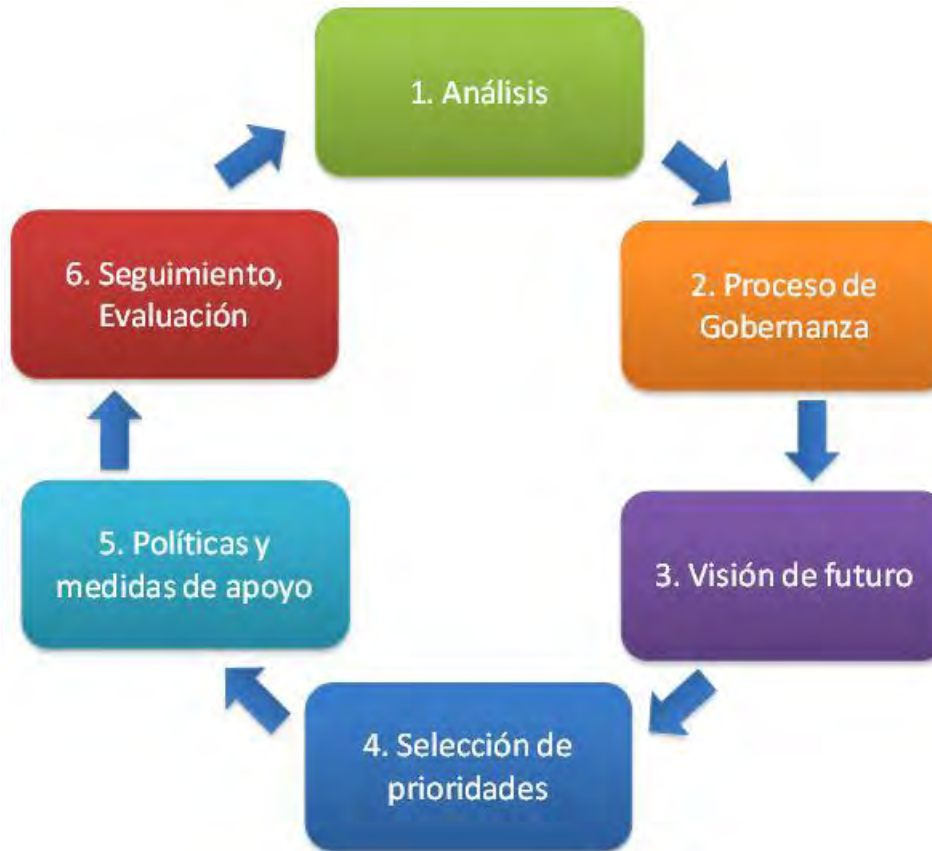 1. Análisis
2. Proceso de
Gobernanza
3. Visión de futuro
4. Selección de
prioridades
5. Políticas y
medidas de apoyo
6. Seguimiento,
Evaluación